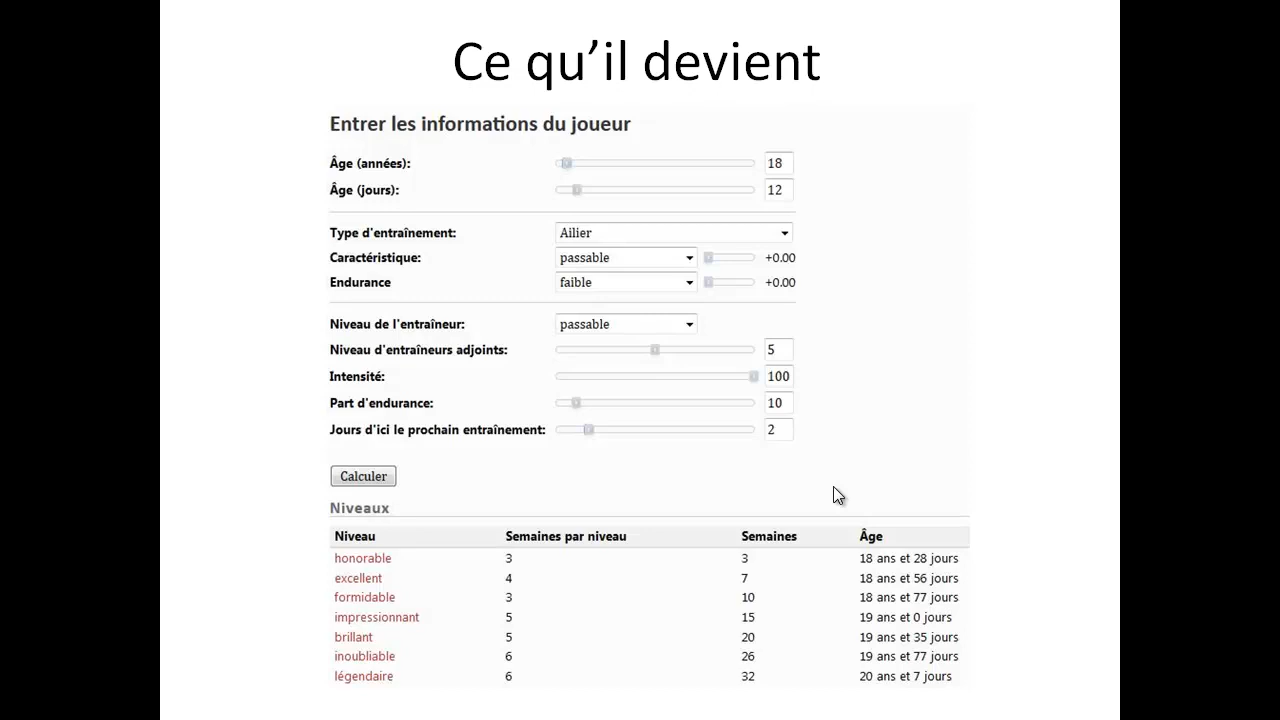 Ce qu’il devient
Entrer les informations du joueur
Âge (années): 18
Âge (jours): 12
Type d'entraînement: Ailier
Caractéristique: passable +0.00
Endurance faible +0.00
Niveau de l'entraîneur: passable
Niveau d'entraîneurs adjoints: 5
Intensité: 100
Part d'endurance: 10
Jours d'ici le prochain entraînement: 2
Calculer
Niveaux
Niveau Semaines par niveau Semaines Âge
honorable 3 3 18 ans et 28 jours
excellent 4 7 18 ans et 56 jours
formidable 3 10 18 ans et 77 jours
impressionnant 5 15 19 ans et 0 jours
brillant 5 20 19 ans et 35 jours
inoubliable 6 26 19 ans et 77 jours
légendaire 6 32 20 ans et 7 jours